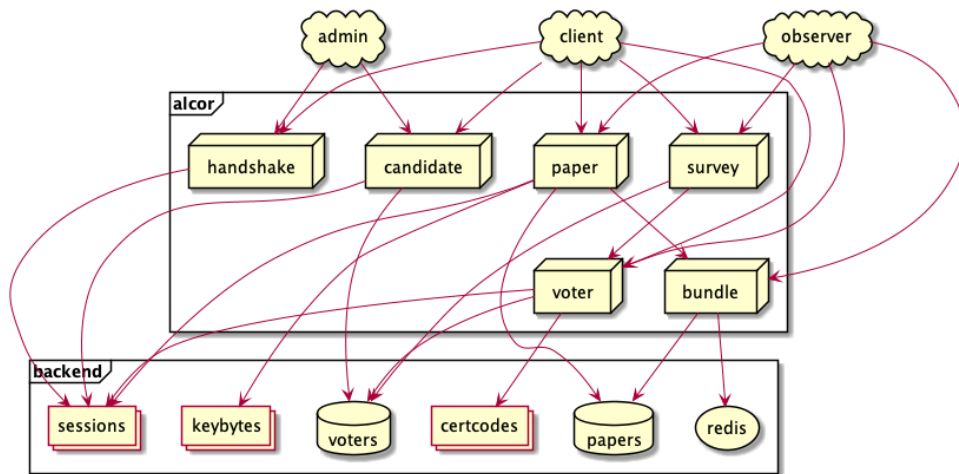 admin
client
observer
alcor
handshake
candidate
paper
survey
voter
bundle
backend
sessions
keybytes
voters
certcodes
papers
redis